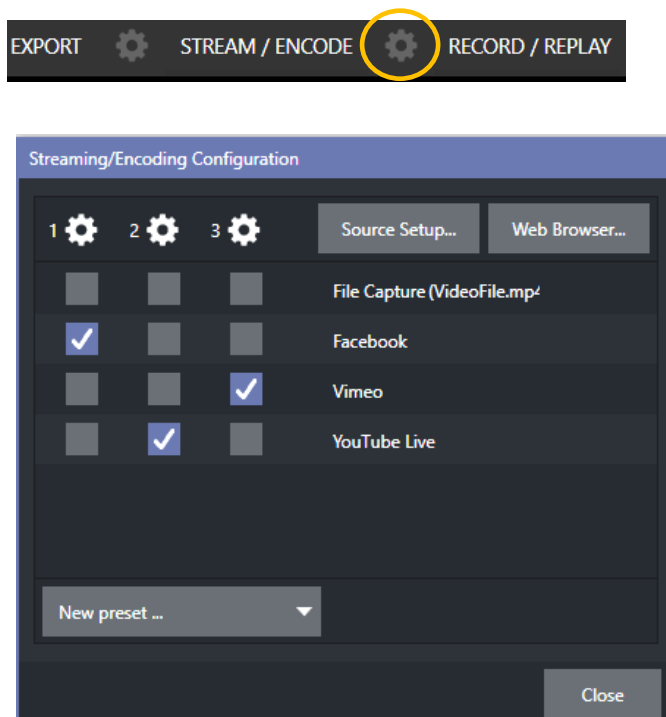 EXPORT STREAM / ENCODE RECORD / REPLAY
Streaming/Encoding Configuration
1 2 3 Source Setup... Web Browser...
File Capture (VideoFile.mp4
Facebook
Vimeo
YouTube Live
New preset ...
Close